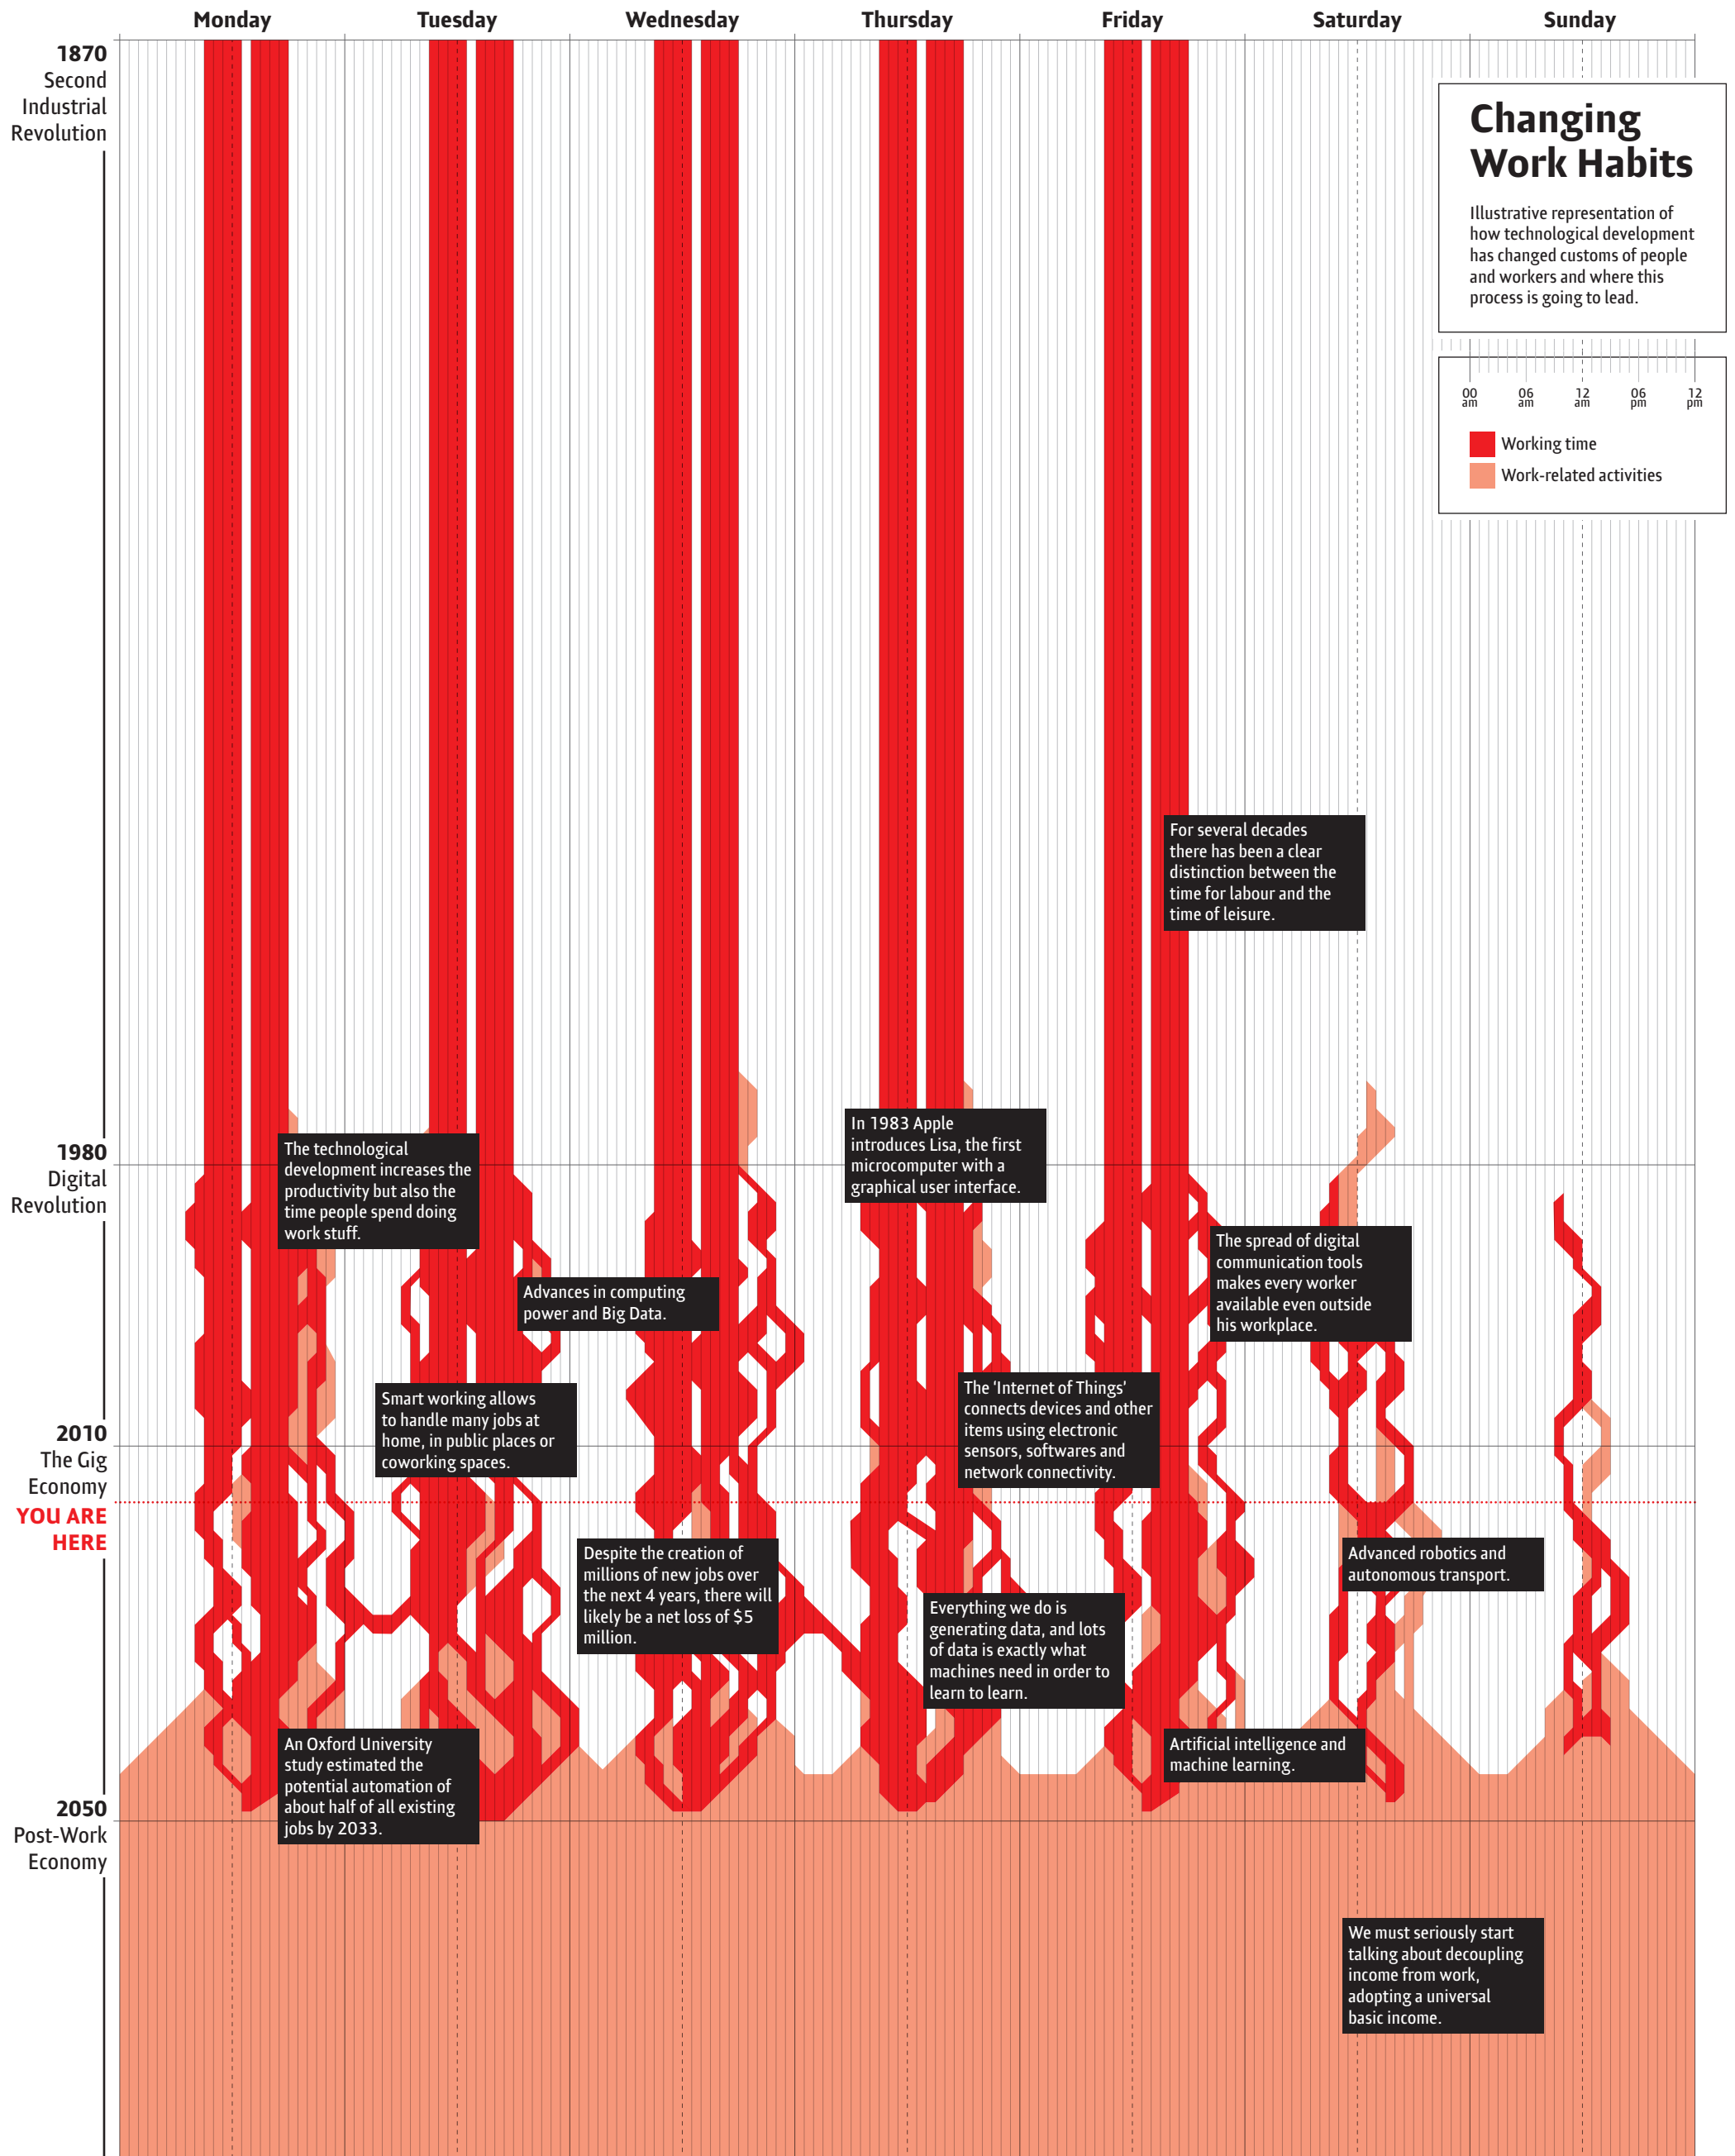 Monday
Tuesday
Wednesday
Thursday
Friday
Saturday
Sunday
1870
Second
Industrial
Revolution
Changing
Work Habits
Illustrative representation of
how technological development
has changed customs of people
and workers and where this
process is going to lead.
00 06 12 06 12
am am am pm pm
Working time
Work-related activities
For several decades
there has been a clear
distinction between the
time for labour and the
time of leisure.
1980
Digital
Revolution
The technological
development increases the
productivity but also the
time people spend doing
work stuff.
In 1983 Apple
introduces Lisa, the first
microcomputer with a
graphical user interface.
The spread of digital
communication tools
makes every worker
available even outside
his workplace.
Advances in computing
power and Big Data.
Smart working allows
to handle many jobs at
home, in public places or
coworking spaces.
The ‘Internet of Things’
connects devices and other
items using electronic
sensors, softwares and
network connectivity.
2010
The Gig
Economy
YOU ARE
HERE
Despite the creation of
millions of new jobs over
the next 4 years, there will
likely be a net loss of $5
million.
Advanced robotics and
autonomous transport.
Everything we do is
generating data, and lots
of data is exactly what
machines need in order to
learn to learn.
An Oxford University
study estimated the
potential automation of
about half of all existing
jobs by 2033.
Artificial intelligence and
machine learning.
2050
Post-Work
Economy
We must seriously start
talking about decoupling
income from work,
adopting a universal
basic income.